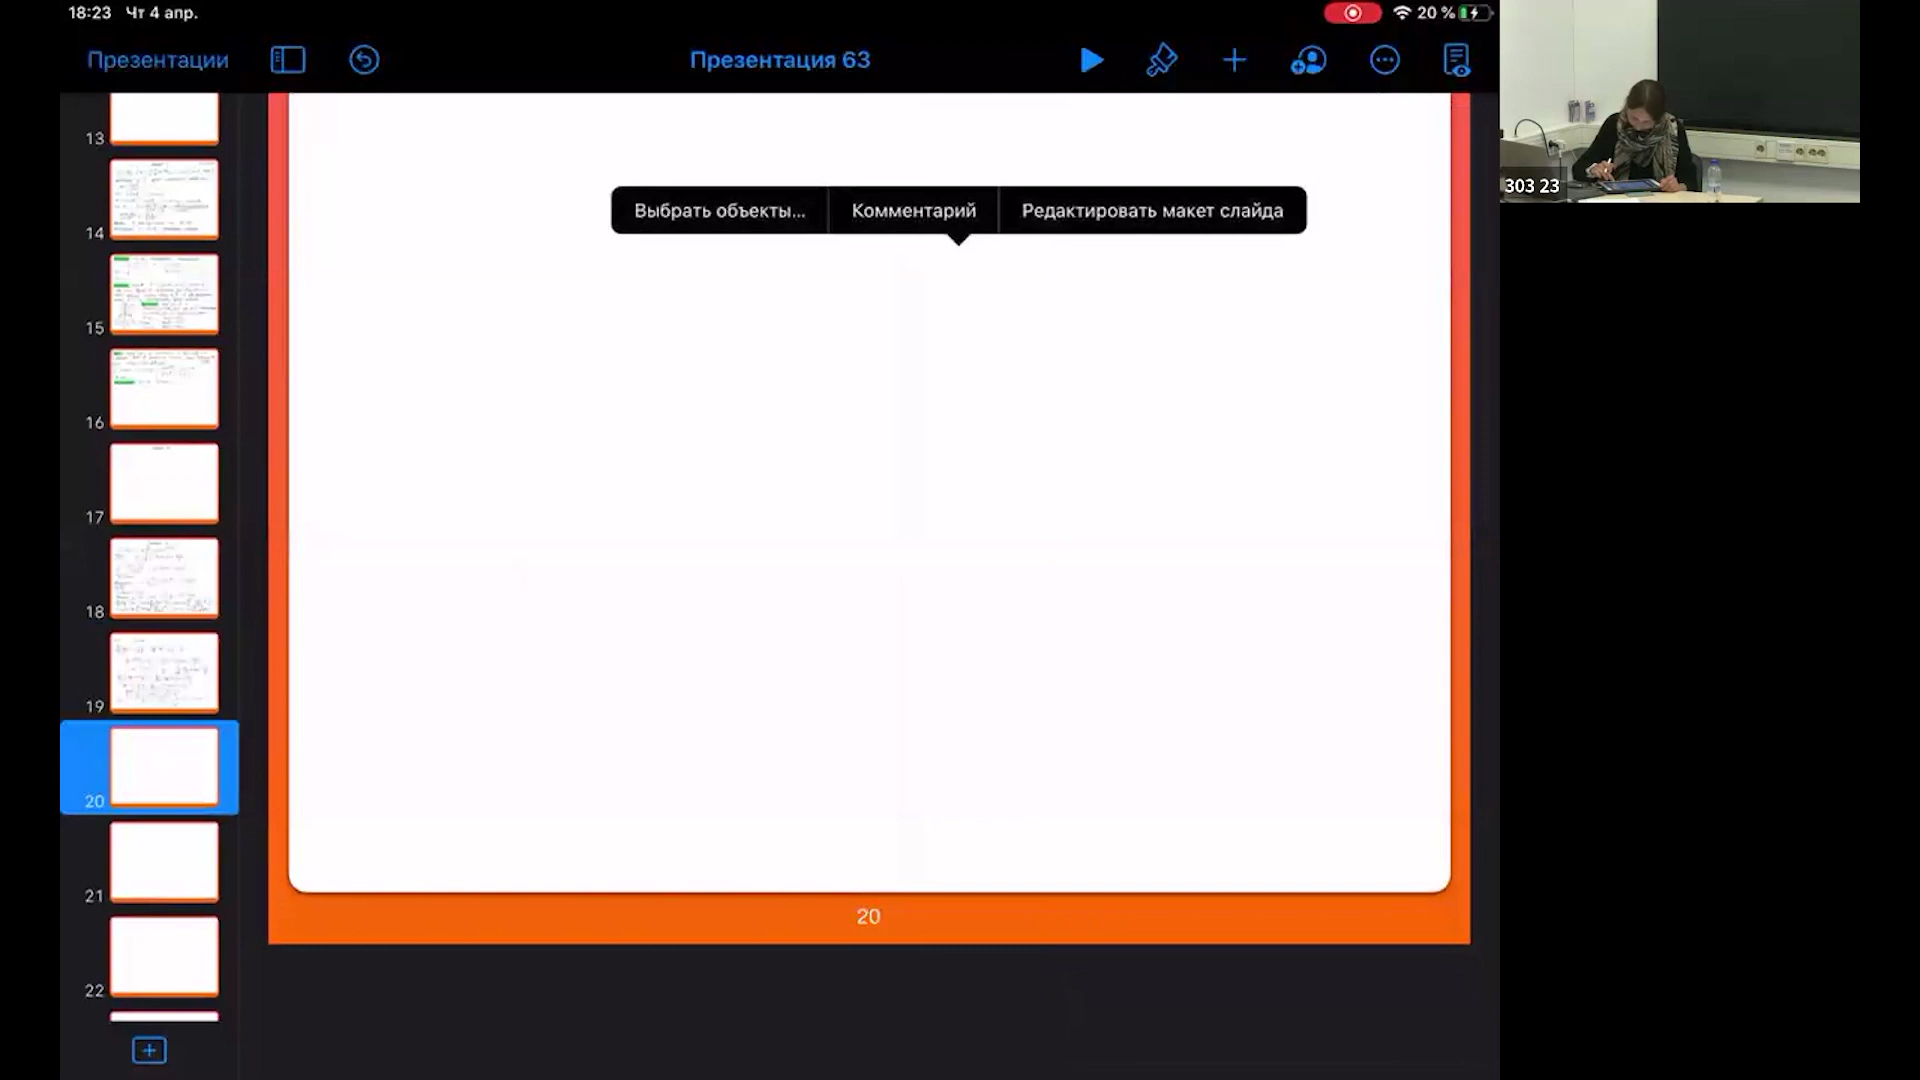 18:23 Чт 4 апр.
20 %
Презентации
Презентация 63
13
14
15
16
17
18
19
20
21
22
Выбрать объекты...
Комментарий
Редактировать макет слайда
20
303 23